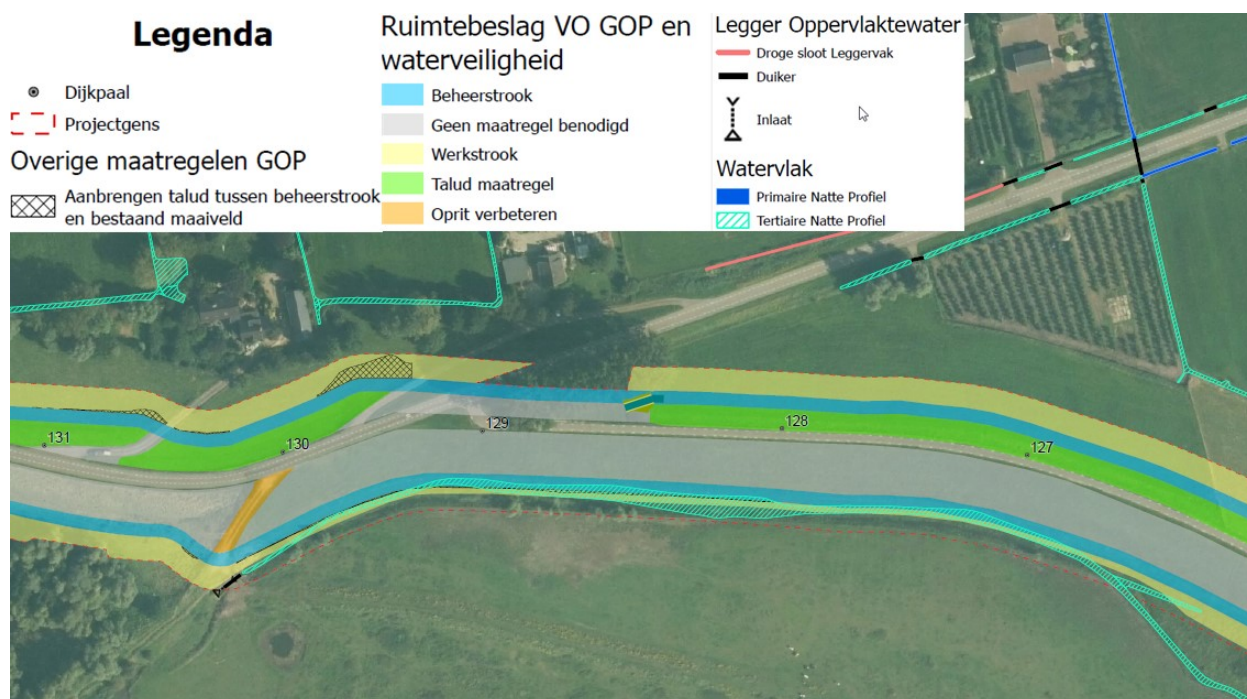 Legenda
Dijkpaal
Projectgens
Overige maatregelen GOP
Aanbrengen talud tussen beheerstrook
en bestaand maaiveld
Ruimtebeslag VO GOP en
waterveiligheid
Beheerstrook
Geen maatregel benodigd
Werkstrook
Talud maatregel
Oprit verbeteren
Legger Oppervlaktewater
Droge sloot Leggervak
Duiker
Inlaat
Watervlak
Primaire Natte Profiel
Tertiaire Natte Profiel
131
130
129
128
127